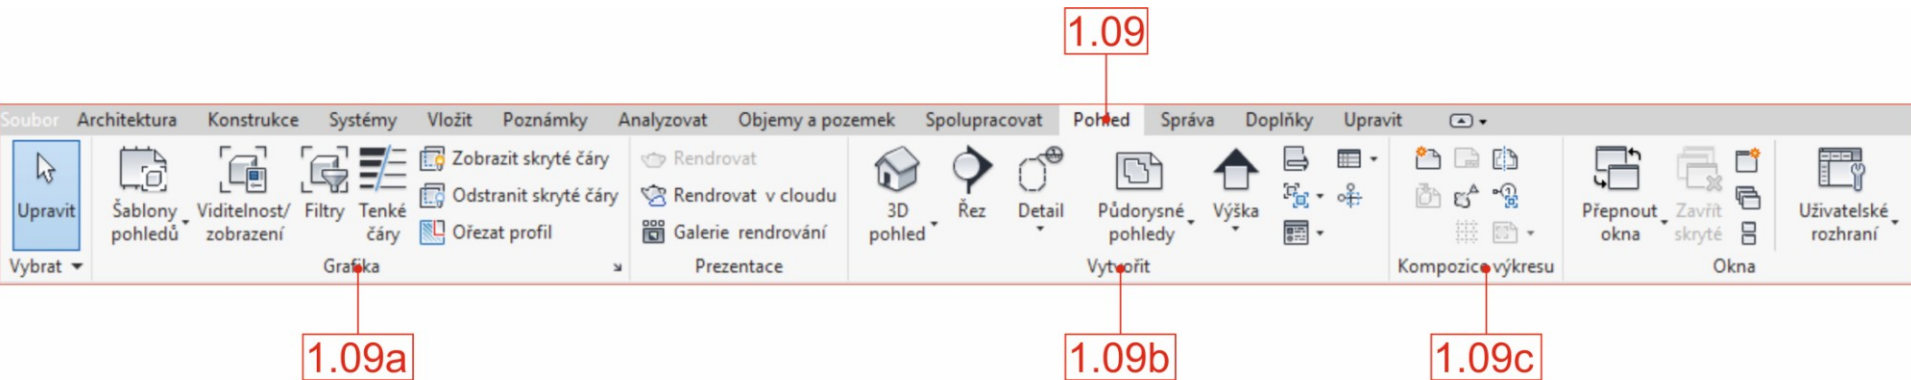 1.09
Soubor Architektura Konstrukce Systémy Vložit Poznámky Analyzovat Objemy a pozemek Spolupracovat Pohled Správa Doplňky Upravit
Upravit
Šablony
pohledů
Viditelnost/
zobrazení
Filtry
Tenké
čáry
Zobrazit skryté čáry
Odstranit skryté čáry
Ořezat profil
Rendrovat
Rendrovat v cloudu
Galerie rendrování
3D
pohled
Řez
Detail
Půdorysné
pohledy
Výška
Přepnout
okna
Zavřít
skryté
Uživatelské
rozhraní
Vybrat Grafika Prezentace Vytvořit Kompozice výkresu Okna
1.09a 1.09b 1.09c